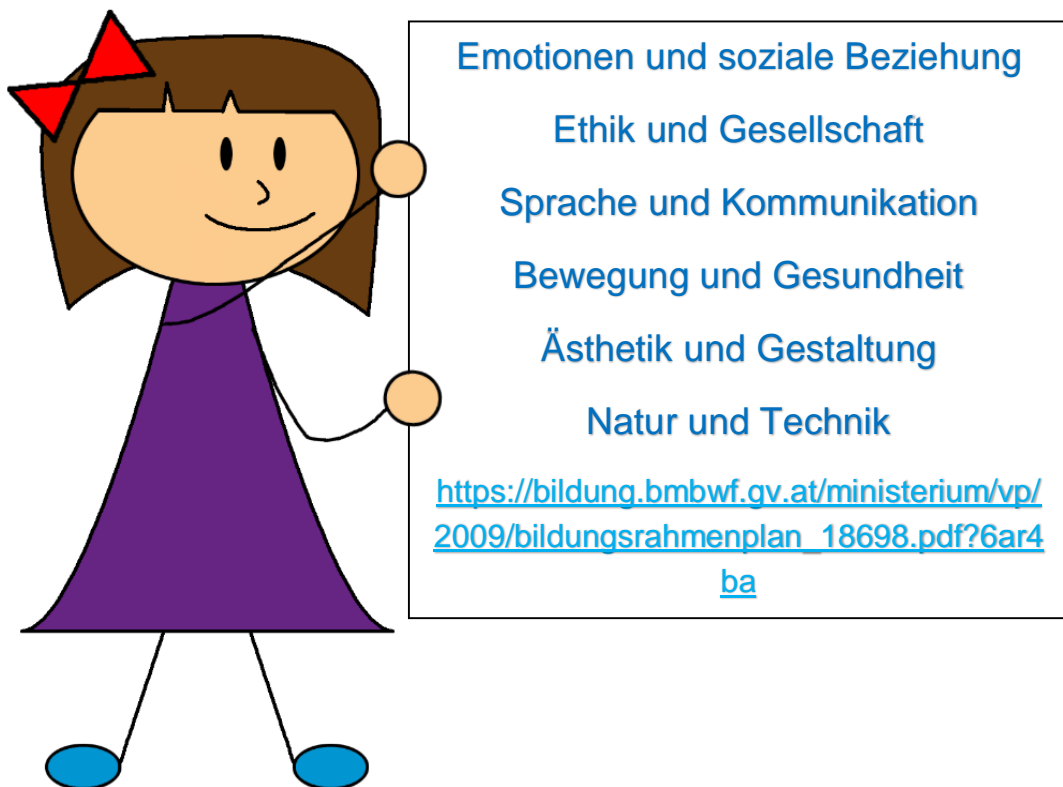 Emotionen und soziale Beziehung
Ethik und Gesellschaft
Sprache und Kommunikation
Bewegung und Gesundheit
Ästhetik und Gestaltung
Natur und Technik
https://bildung.bmbwf.gv.at/ministerium/vp/
2009/bildungsrahmenplan_18698.pdf?6ar4
ba